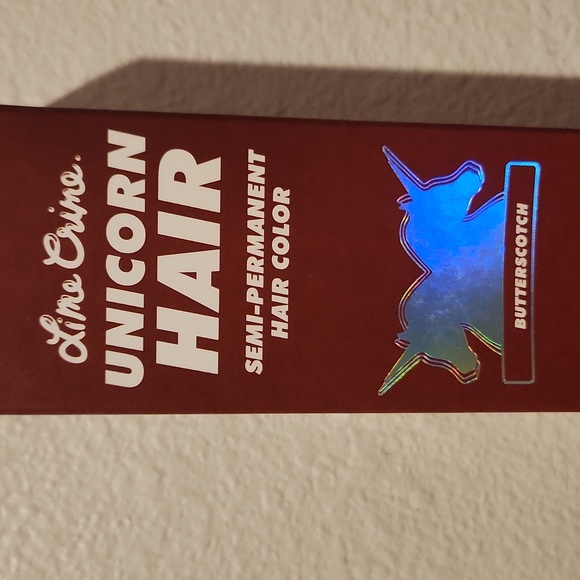 Lime Crime.
UNICORN
HAIR
SEMI-PERMANENT
HAIR COLOR
BUTTERSCOTCH